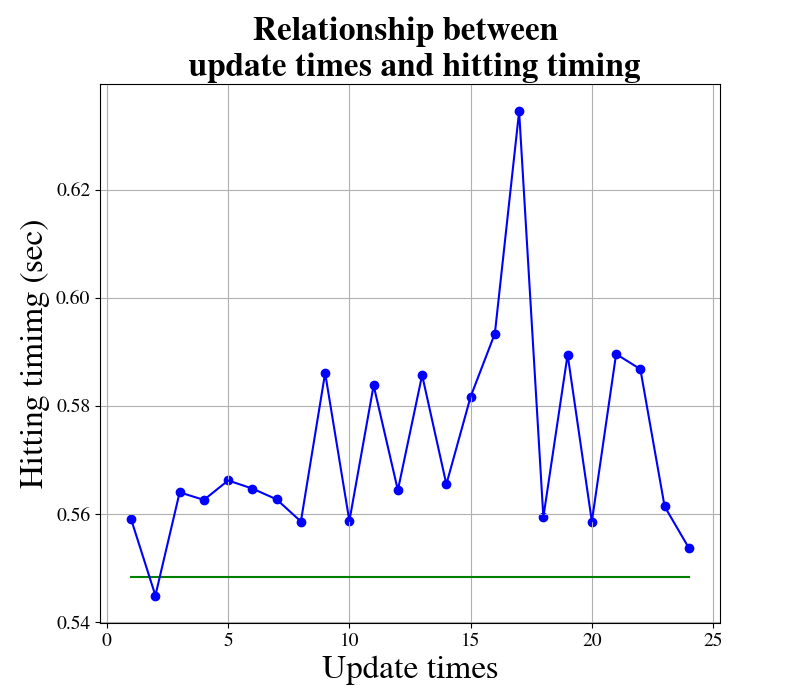 Relationship between
update times and hitting timing
Hitting timimg (sec)
0.62
0.60
0.58
0.56
0.54
0 5 10 15 20 25
Update times